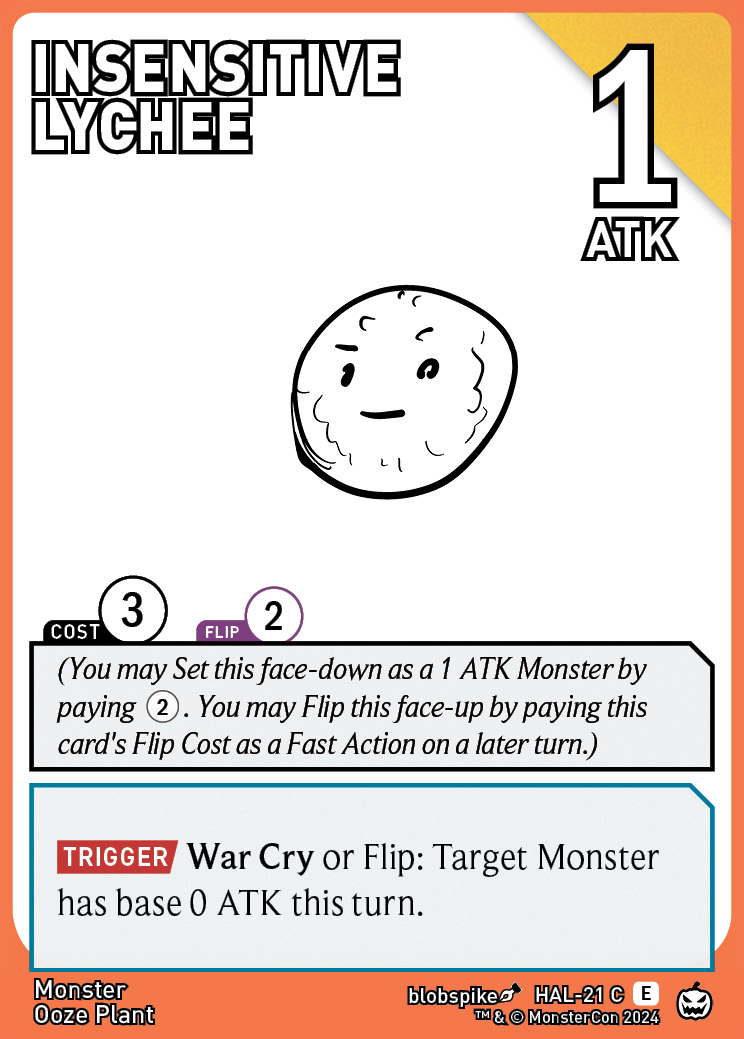 INSENSITIVE
LYCHEE
1
ATK
COST 3
FLIP 2
(You may Set this face-down as a 1 ATK Monster by
paying 2. You may Flip this face-up by paying this
card's Flip Cost as a Fast Action on a later turn.)
TRIGGER War Cry or Flip: Target Monster
has base 0 ATK this turn.
Monster
Ooze Plant
blobspike HAL-21 C E
™ & © MonsterCon 2024